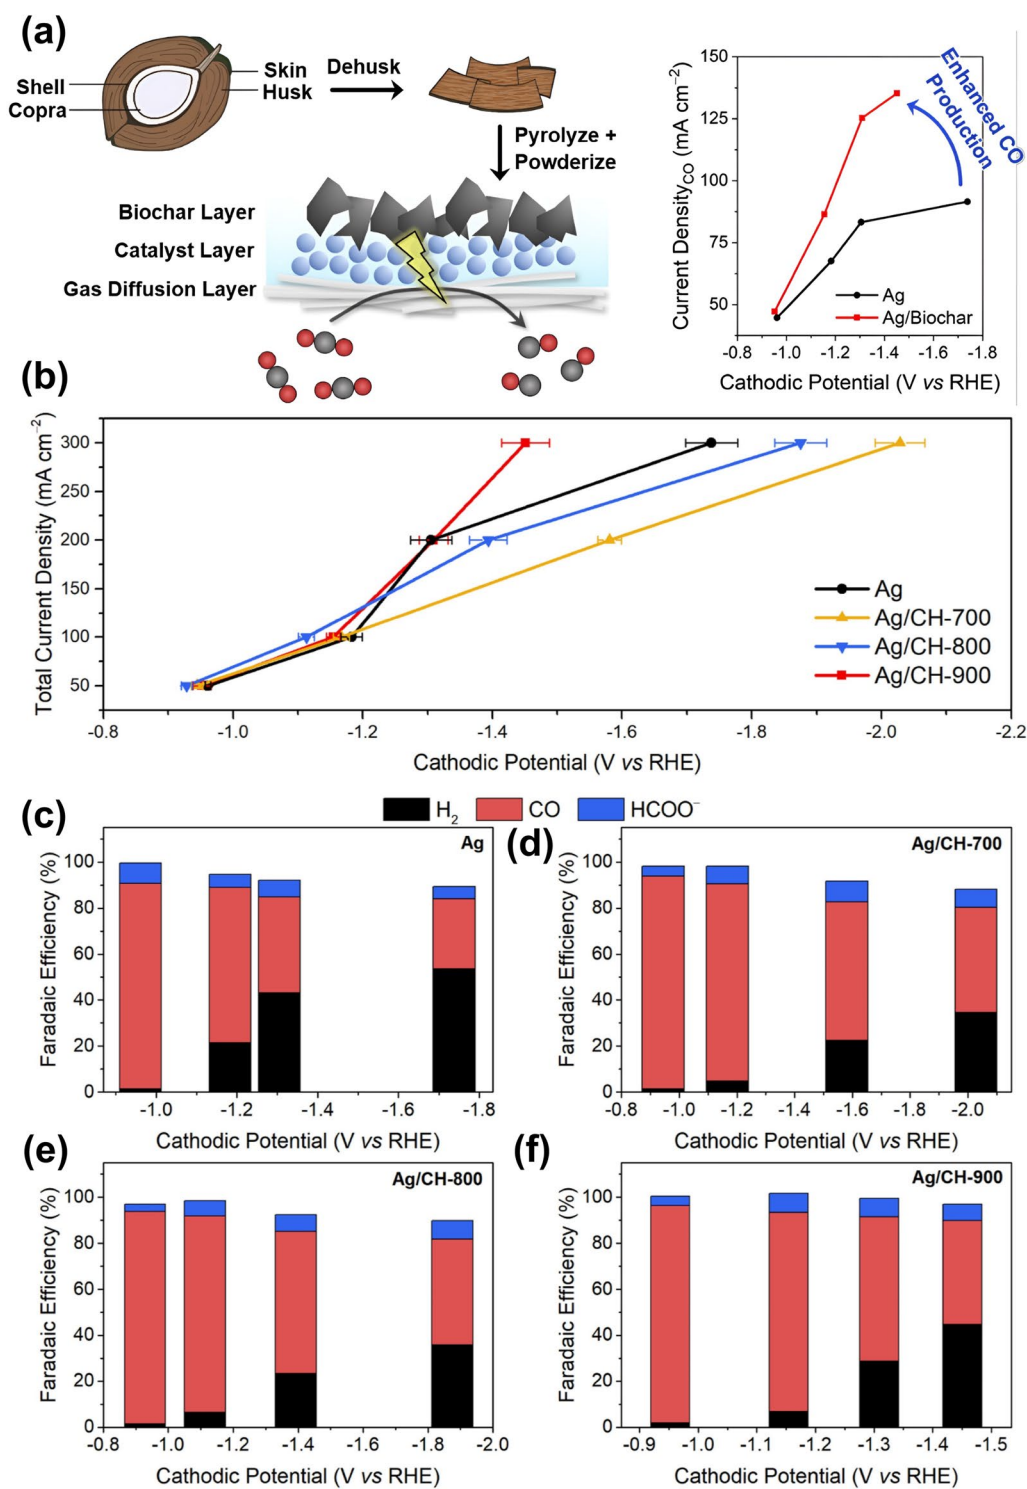 (a)
Shell
Copra
Skin
Husk
Dehusk
Pyrolyze +
Powderize
Biochar Layer
Catalyst Layer
Gas Diffusion Layer
Current Density_CO (mA cm⁻²)
150
125
100
75
50
Enhanced CO
Production
Ag
Ag/Biochar
-0.8 -1.0 -1.2 -1.4 -1.6 -1.8
Cathodic Potential (V vs RHE)
(b)
Total Current Density (mA cm⁻²)
300
250
200
150
100
50
Ag
Ag/CH-700
Ag/CH-800
Ag/CH-900
-0.8 -1.0 -1.2 -1.4 -1.6 -1.8 -2.0 -2.2
Cathodic Potential (V vs RHE)
H₂ CO HCOO⁻
(c)
Ag
Faradaic Efficiency (%)
100
80
60
40
20
0
-1.0 -1.2 -1.4 -1.6 -1.8
Cathodic Potential (V vs RHE)
(d)
Ag/CH-700
Faradaic Efficiency (%)
100
80
60
40
20
0
-0.8 -1.0 -1.2 -1.4 -1.6 -1.8 -2.0
Cathodic Potential (V vs RHE)
(e)
Ag/CH-800
Faradaic Efficiency (%)
100
80
60
40
20
0
-0.8 -1.0 -1.2 -1.4 -1.6 -1.8 -2.0
Cathodic Potential (V vs RHE)
(f)
Ag/CH-900
Faradaic Efficiency (%)
100
80
60
40
20
0
-0.9 -1.0 -1.1 -1.2 -1.3 -1.4 -1.5
Cathodic Potential (V vs RHE)